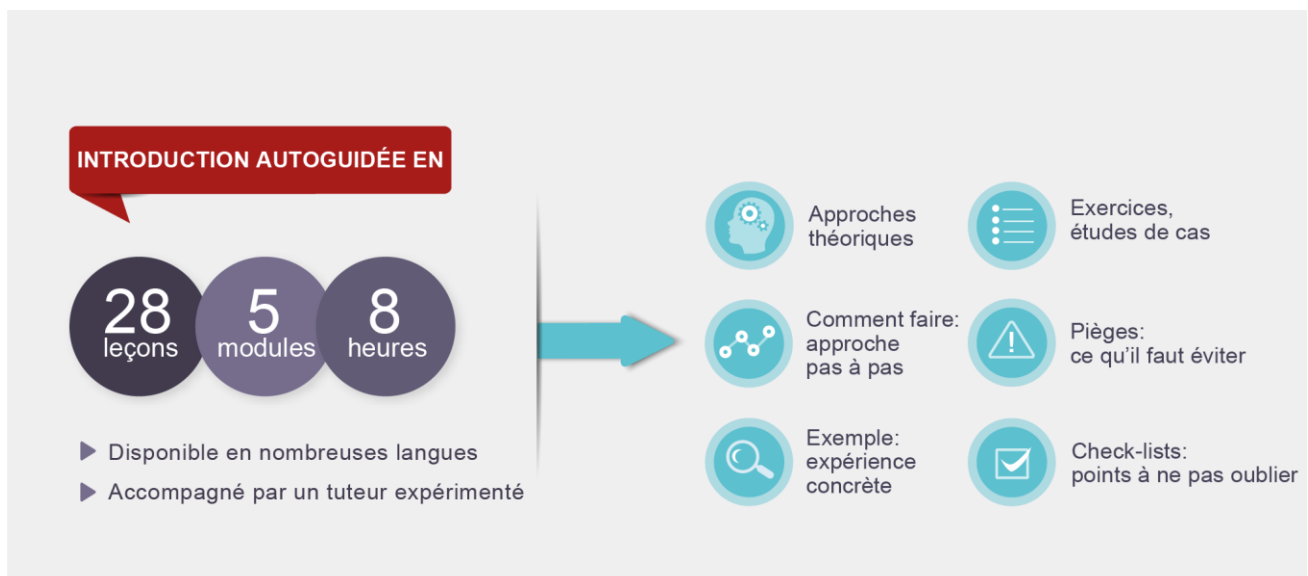 INTRODUCTION AUTOGUIDÉE EN
28
leçons
5
modules
8
heures
Disponible en nombreuses langues
Accompagné par un tuteur expérimenté
Approches
théoriques
Exercices,
études de cas
Comment faire:
approche
pas à pas
Pièges:
ce qu'il faut éviter
Exemple:
expérience
concrète
Check-lists:
points à ne pas oublier